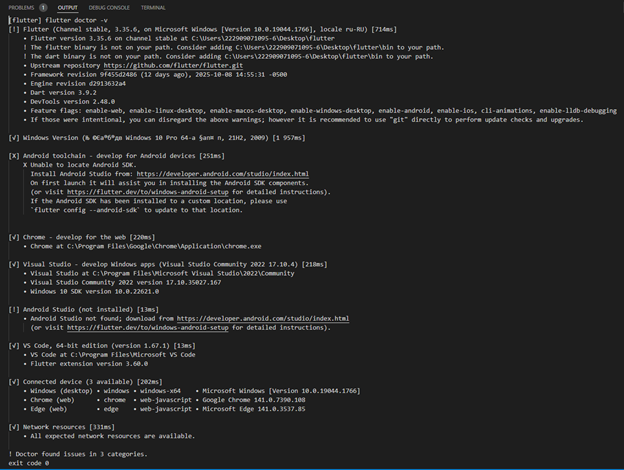 PROBLEMS 1 OUTPUT DEBUG CONSOLE TERMINAL
[flutter] flutter doctor -v
[!] Flutter (Channel stable, 3.35.6, on Microsoft Windows [Version 10.0.19044.1766], locale ru-RU) [714ms]
• Flutter version 3.35.6 on channel stable at C:\Users\222909071095-6\Desktop\flutter
! The flutter binary is not on your path. Consider adding C:\Users\222909071095-6\Desktop\flutter\bin to your path.
! The dart binary is not on your path. Consider adding C:\Users\222909071095-6\Desktop\flutter\bin to your path.
• Upstream repository https://github.com/flutter/flutter.git
• Framework revision 9f455d2486 (12 days ago), 2025-10-08 14:55:31 -0500
• Engine revision d2913632a4
• Dart version 3.9.2
• DevTools version 2.48.0
• Feature flags: enable-web, enable-linux-desktop, enable-macos-desktop, enable-windows-desktop, enable-android, enable-ios, cli-animations, enable-lldb-debugging
• If those were intentional, you can disregard the above warnings; however it is recommended to use "git" directly to perform update checks and upgrades.
[√] Windows Version Windows 10 Pro 64-a 21H2, 2009) [1 957ms]
[X] Android toolchain - develop for Android devices [251ms]
X Unable to locate Android SDK.
Install Android Studio from: https://developer.android.com/studio/index.html
On first launch it will assist you in installing the Android SDK components.
(or visit https://flutter.dev/to/windows-android-setup for detailed instructions).
If the Android SDK has been installed to a custom location, please use
`flutter config --android-sdk` to update to that location.
[√] Chrome - develop for the web [220ms]
• Chrome at C:\Program Files\Google\Chrome\Application\chrome.exe
[√] Visual Studio - develop Windows apps (Visual Studio Community 2022 17.10.4) [218ms]
• Visual Studio at C:\Program Files\Microsoft Visual Studio\2022\Community
• Visual Studio Community 2022 version 17.10.35027.167
• Windows 10 SDK version 10.0.22621.0
[!] Android Studio (not installed) [13ms]
• Android Studio not found; download from https://developer.android.com/studio/index.html
(or visit https://flutter.dev/to/windows-android-setup for detailed instructions).
[√] VS Code, 64-bit edition (version 1.67.1) [13ms]
• VS Code at C:\Program Files\Microsoft VS Code
• Flutter extension version 3.60.0
[√] Connected device (3 available) [202ms]
• Windows (desktop) • windows • windows-x64 • Microsoft Windows [Version 10.0.19044.1766]
• Chrome (web) • chrome • web-javascript • Google Chrome 141.0.7390.108
• Edge (web) • edge • web-javascript • Microsoft Edge 141.0.3537.85
[√] Network resources [331ms]
• All expected network resources are available.
! Doctor found issues in 3 categories.
exit code 0